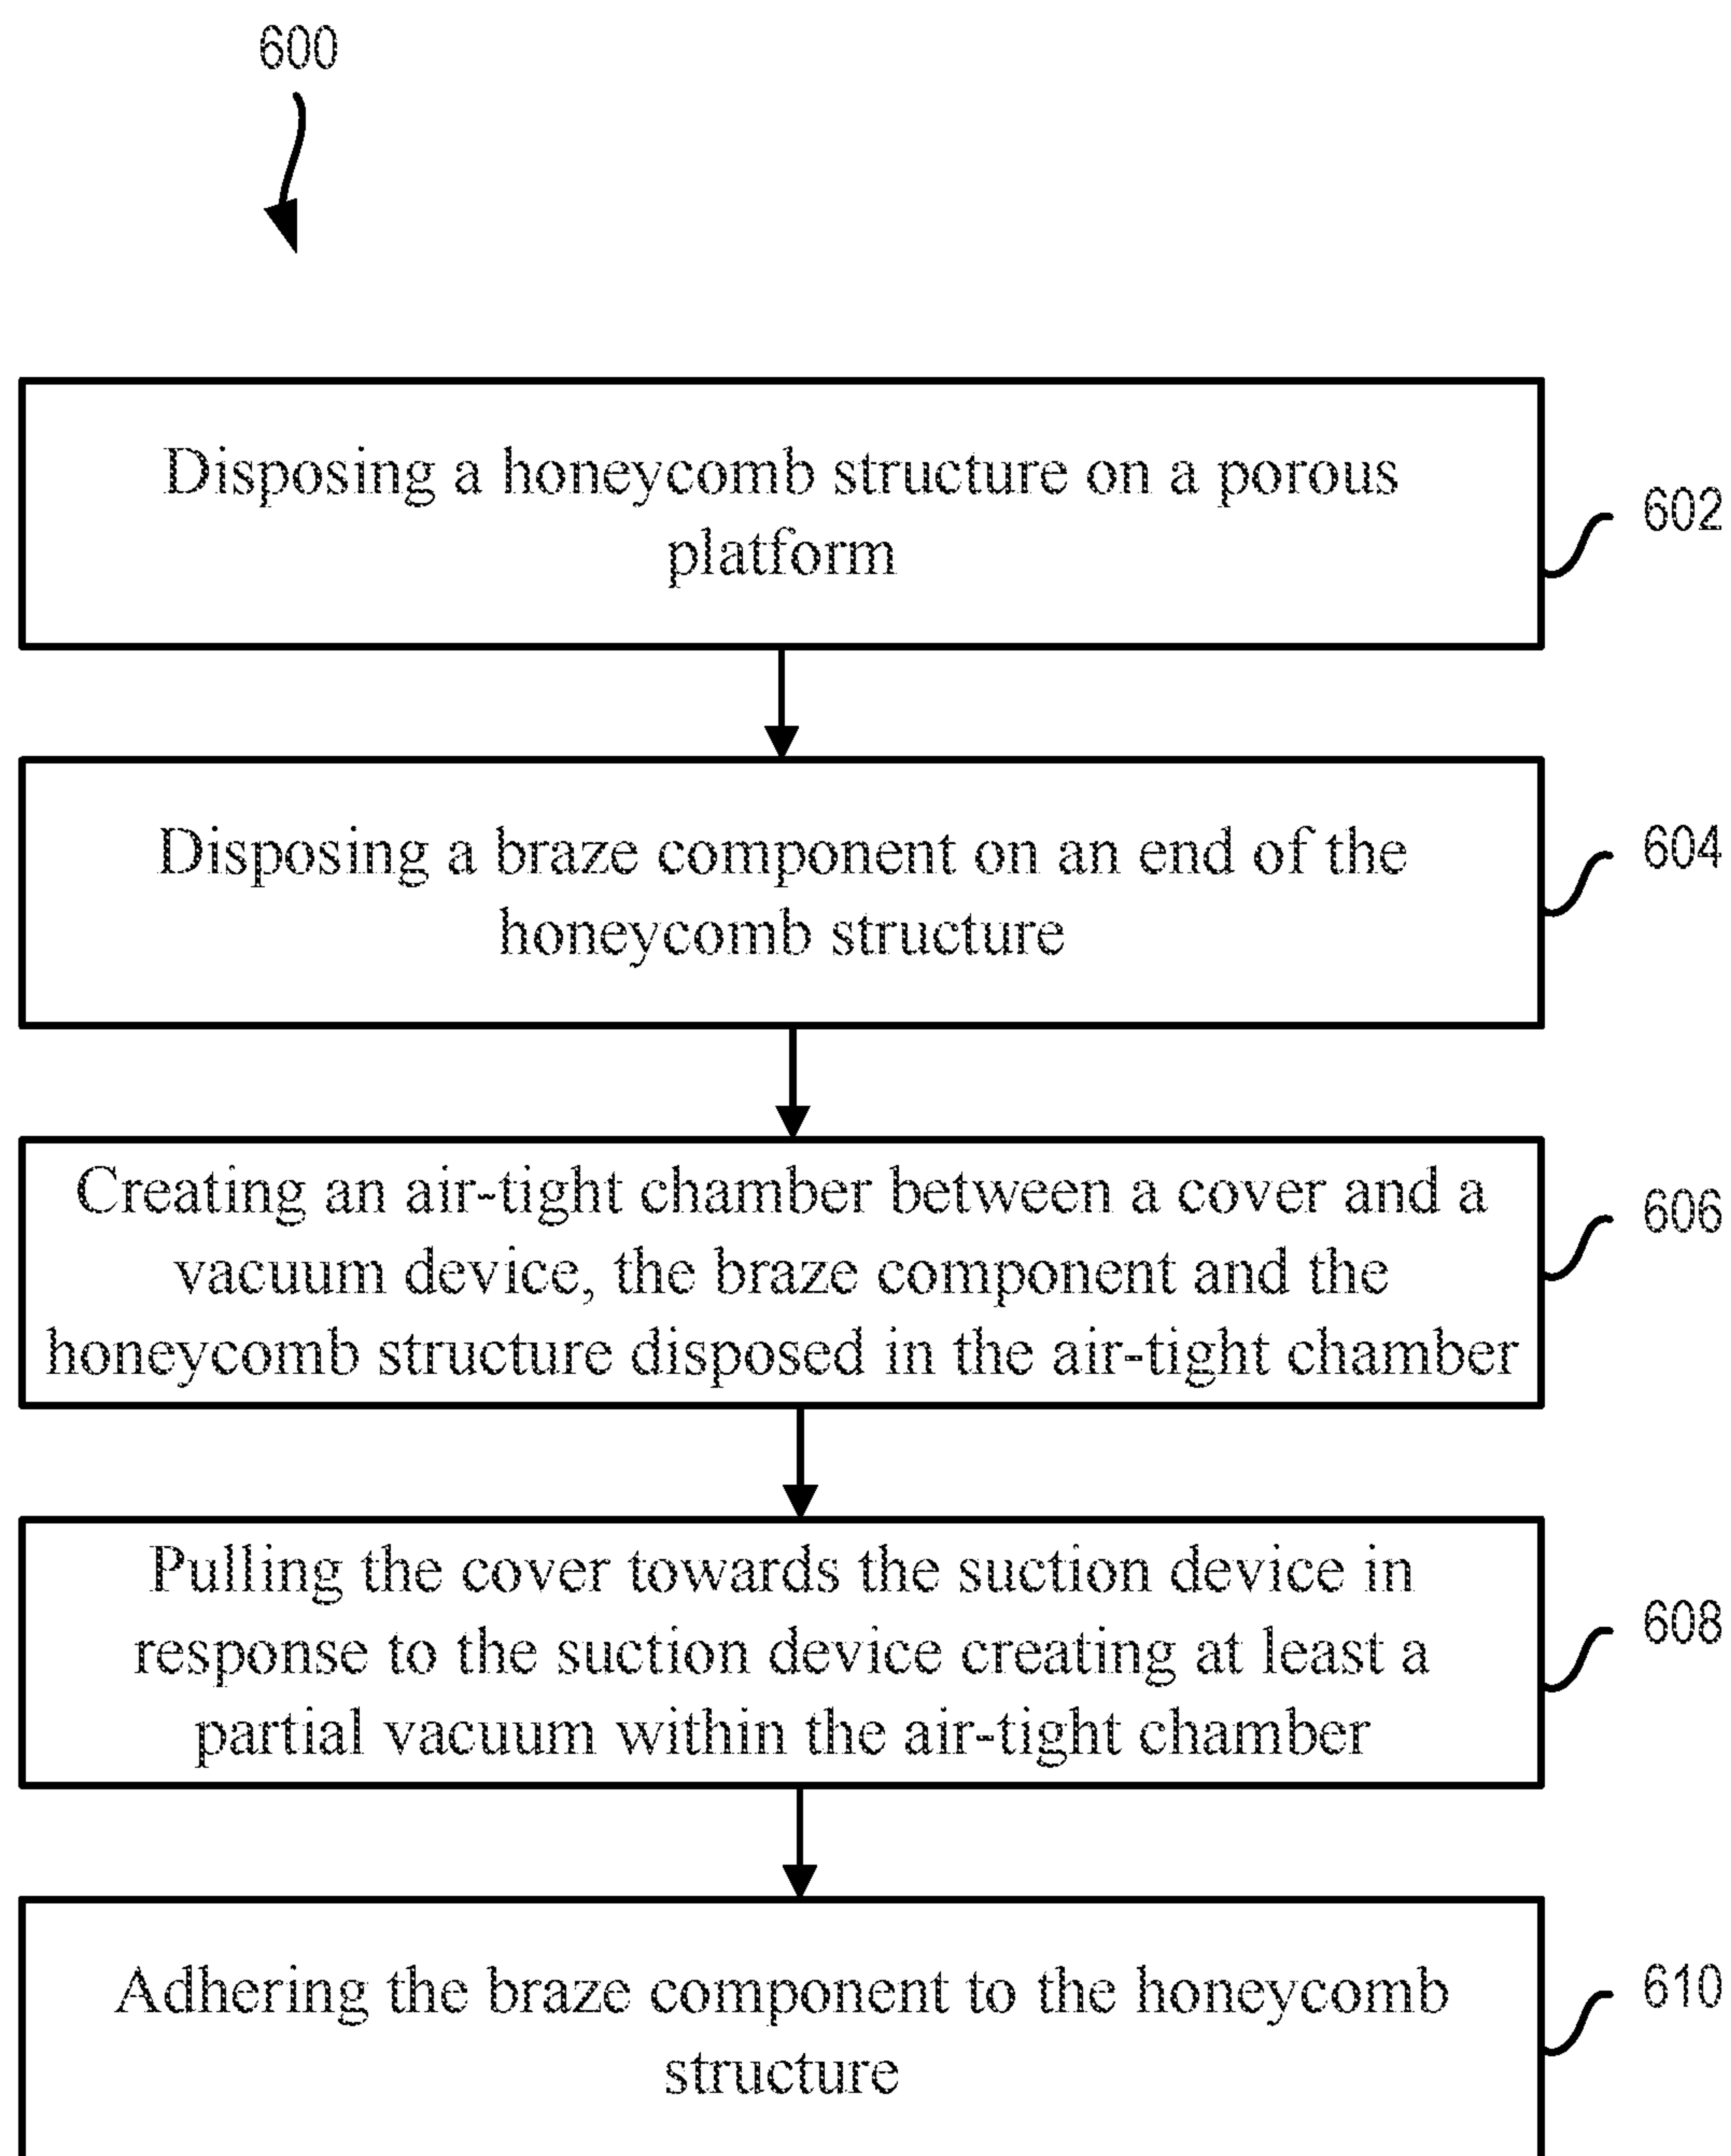 600
Disposing a honeycomb structure on a porous
platform
602
Disposing a braze component on an end of the
honeycomb structure
604
Creating an air-tight chamber between a cover and a
vacuum device, the braze component and the
honeycomb structure disposed in the air-tight chamber
606
Pulling the cover towards the suction device in
response to the suction device creating at least a
partial vacuum within the air-tight chamber
608
Adhering the braze component to the honeycomb
structure
610